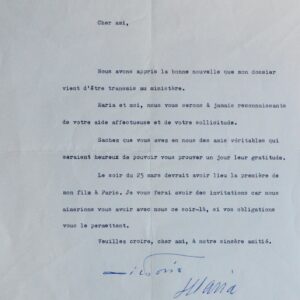 Cher ami,
Nous avons appris la bonne nouvelle que mon dossier
vient d'être transmis au ministère.
Maria et moi, nous vous serons à jamais reconnaissants
de votre aide affectueuse et de votre sollicitude.
Sachez que vous avez en nous des amis véritables qui
seraient heureux de pouvoir vous prouver un jour leur gratitude.
Le soir du 25 mars devrait avoir lieu la première de
mon film à Paris. Je vous ferai avoir des invitations car nous
aimerions vous avoir avec nous ce soir-là, si vos obligations
vous le permettent.
Veuillez croire, cher ami, à notre sincère amitié.
Maria